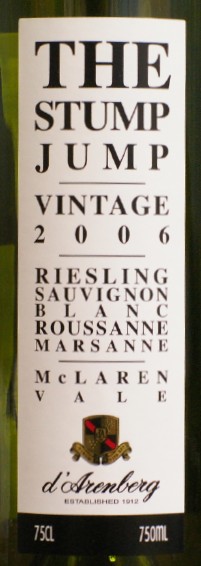 THE
STUMP
JUMP
VINTAGE
2006
RIESLING
SAUVIGNON
BLANC
ROUSSANNE
MARSANNE
McLAREN
VALE
d'Arenberg
ESTABLISHED 1912
75CL 750ML